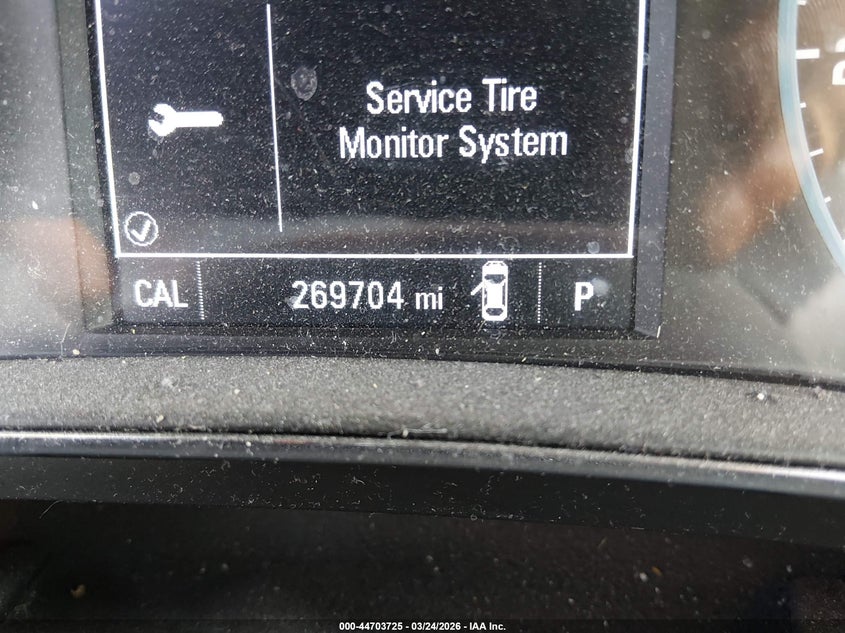 Service Tire
Monitor System
CAL 269704 mi P
000-44703725 - 03/24/2026 - IAA Inc.